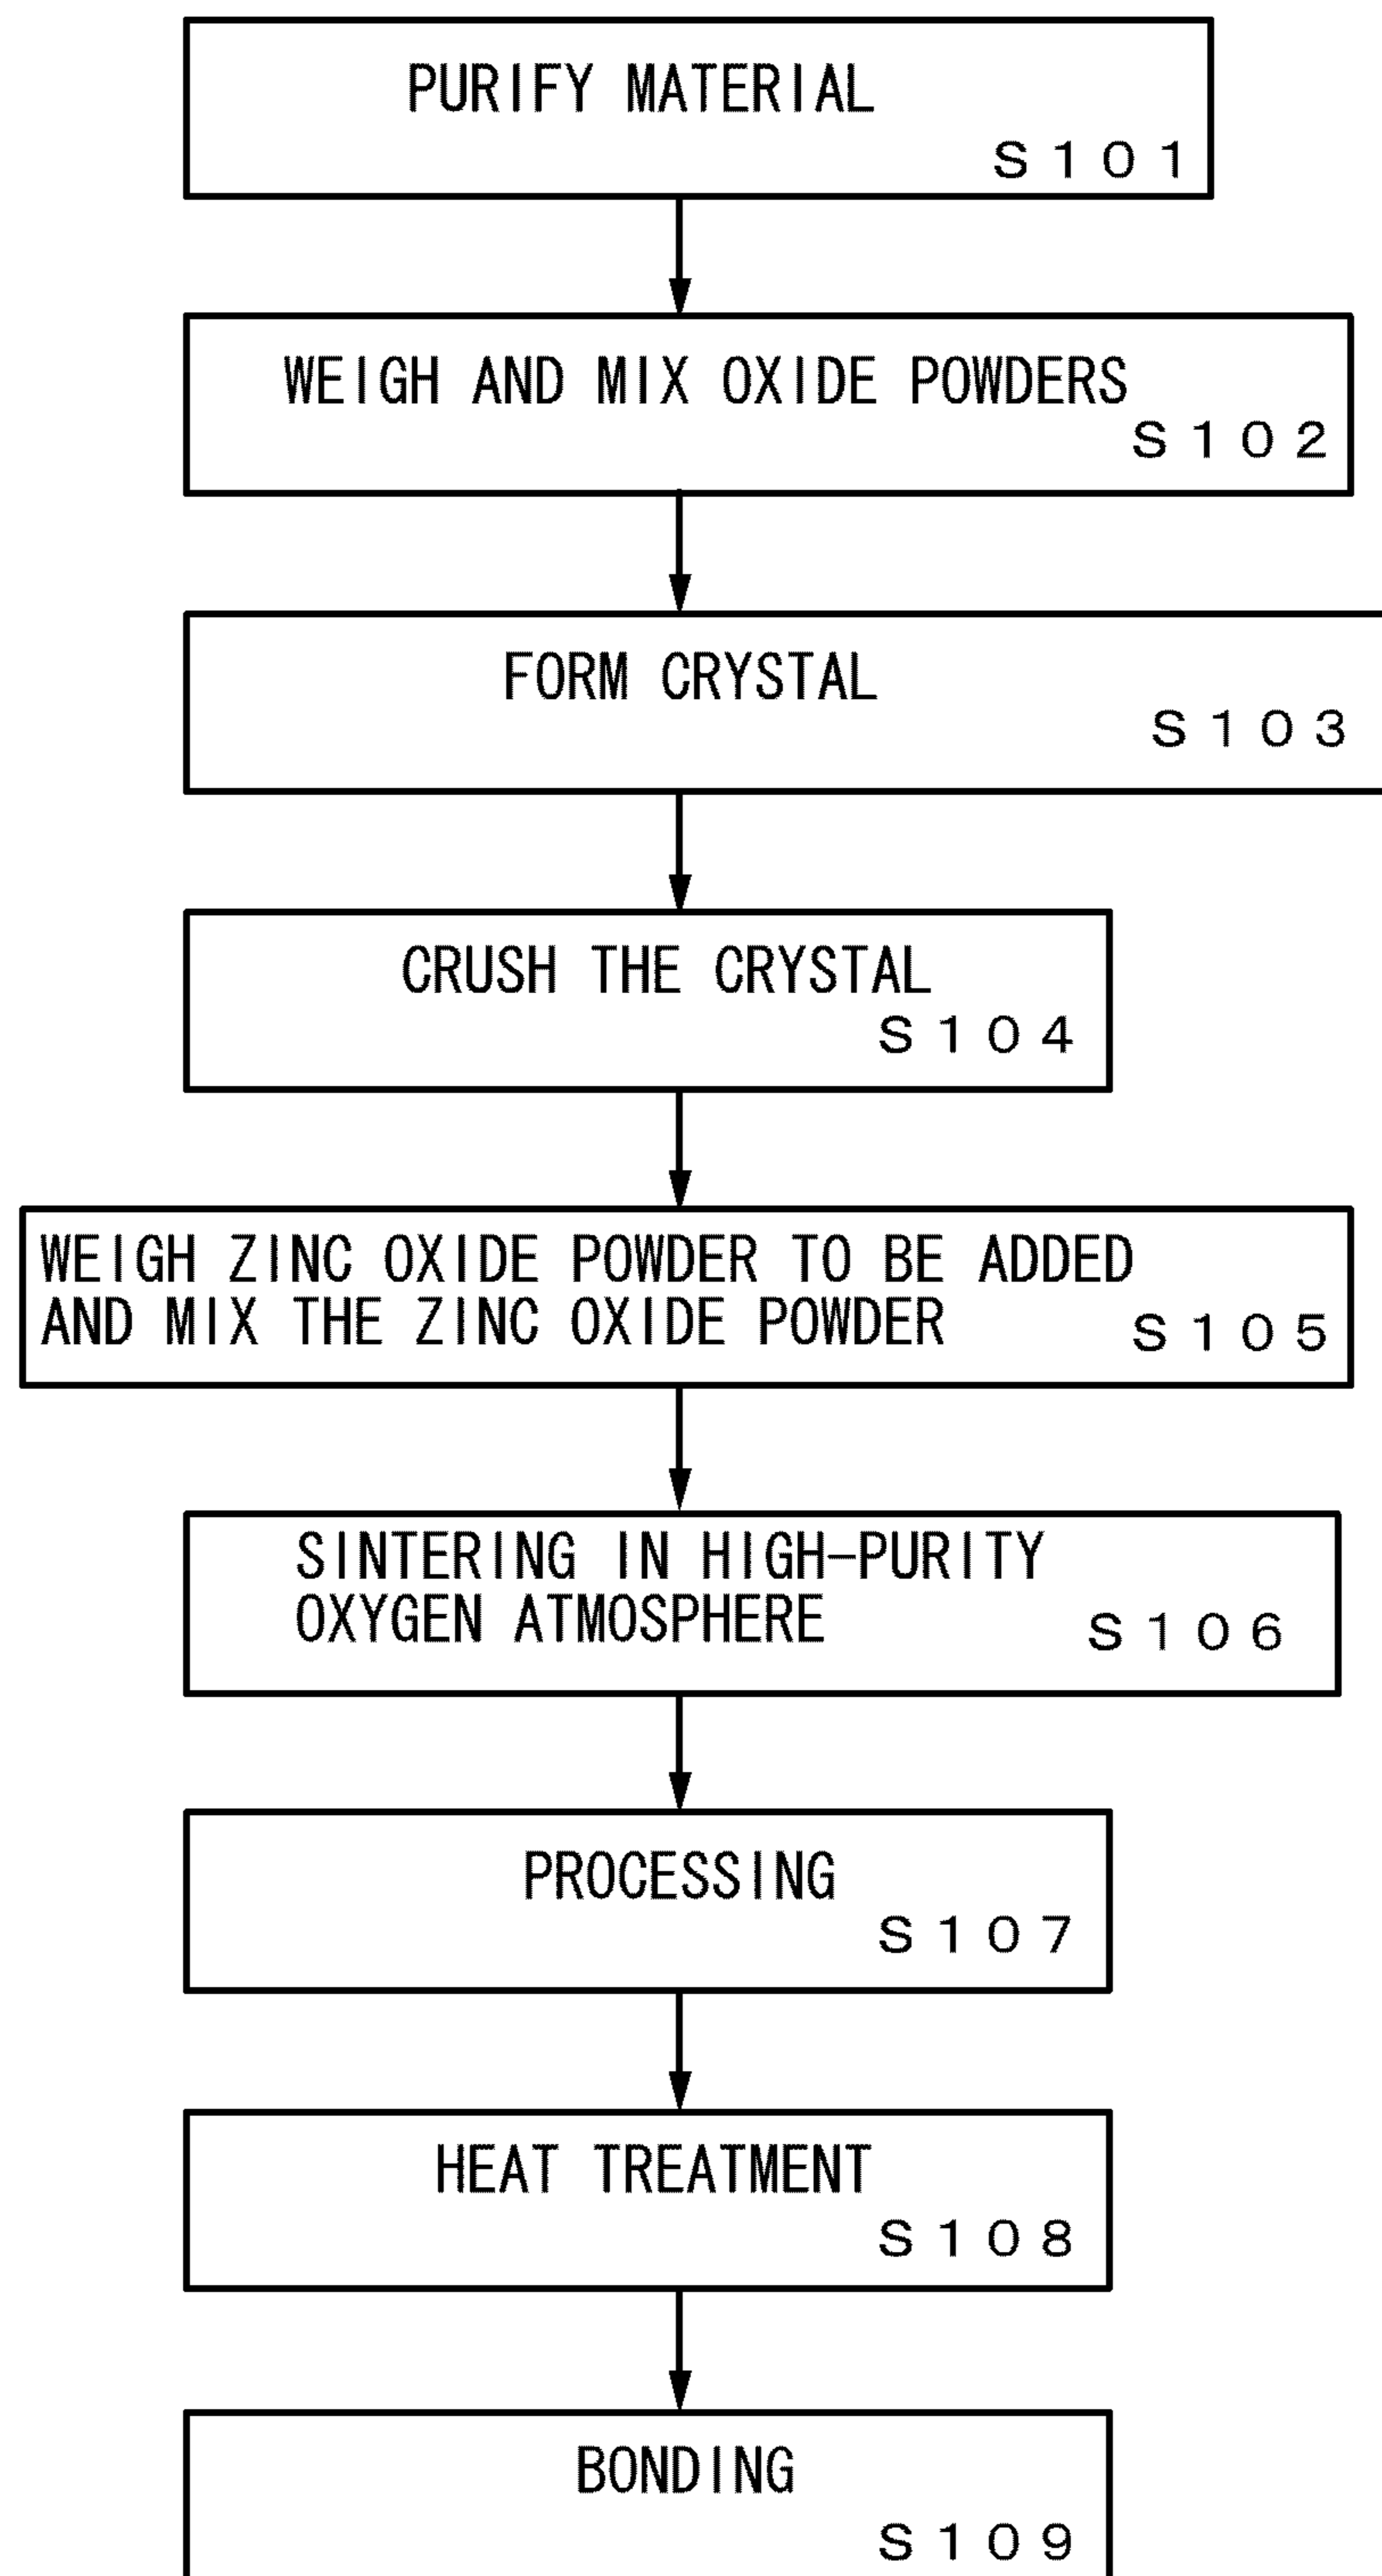 PURIFY MATERIAL
S101
WEIGH AND MIX OXIDE POWDERS
S102
FORM CRYSTAL
S103
CRUSH THE CRYSTAL
S104
WEIGH ZINC OXIDE POWDER TO BE ADDED
AND MIX THE ZINC OXIDE POWDER
S105
SINTERING IN HIGH-PURITY
OXYGEN ATMOSPHERE
S106
PROCESSING
S107
HEAT TREATMENT
S108
BONDING
S109